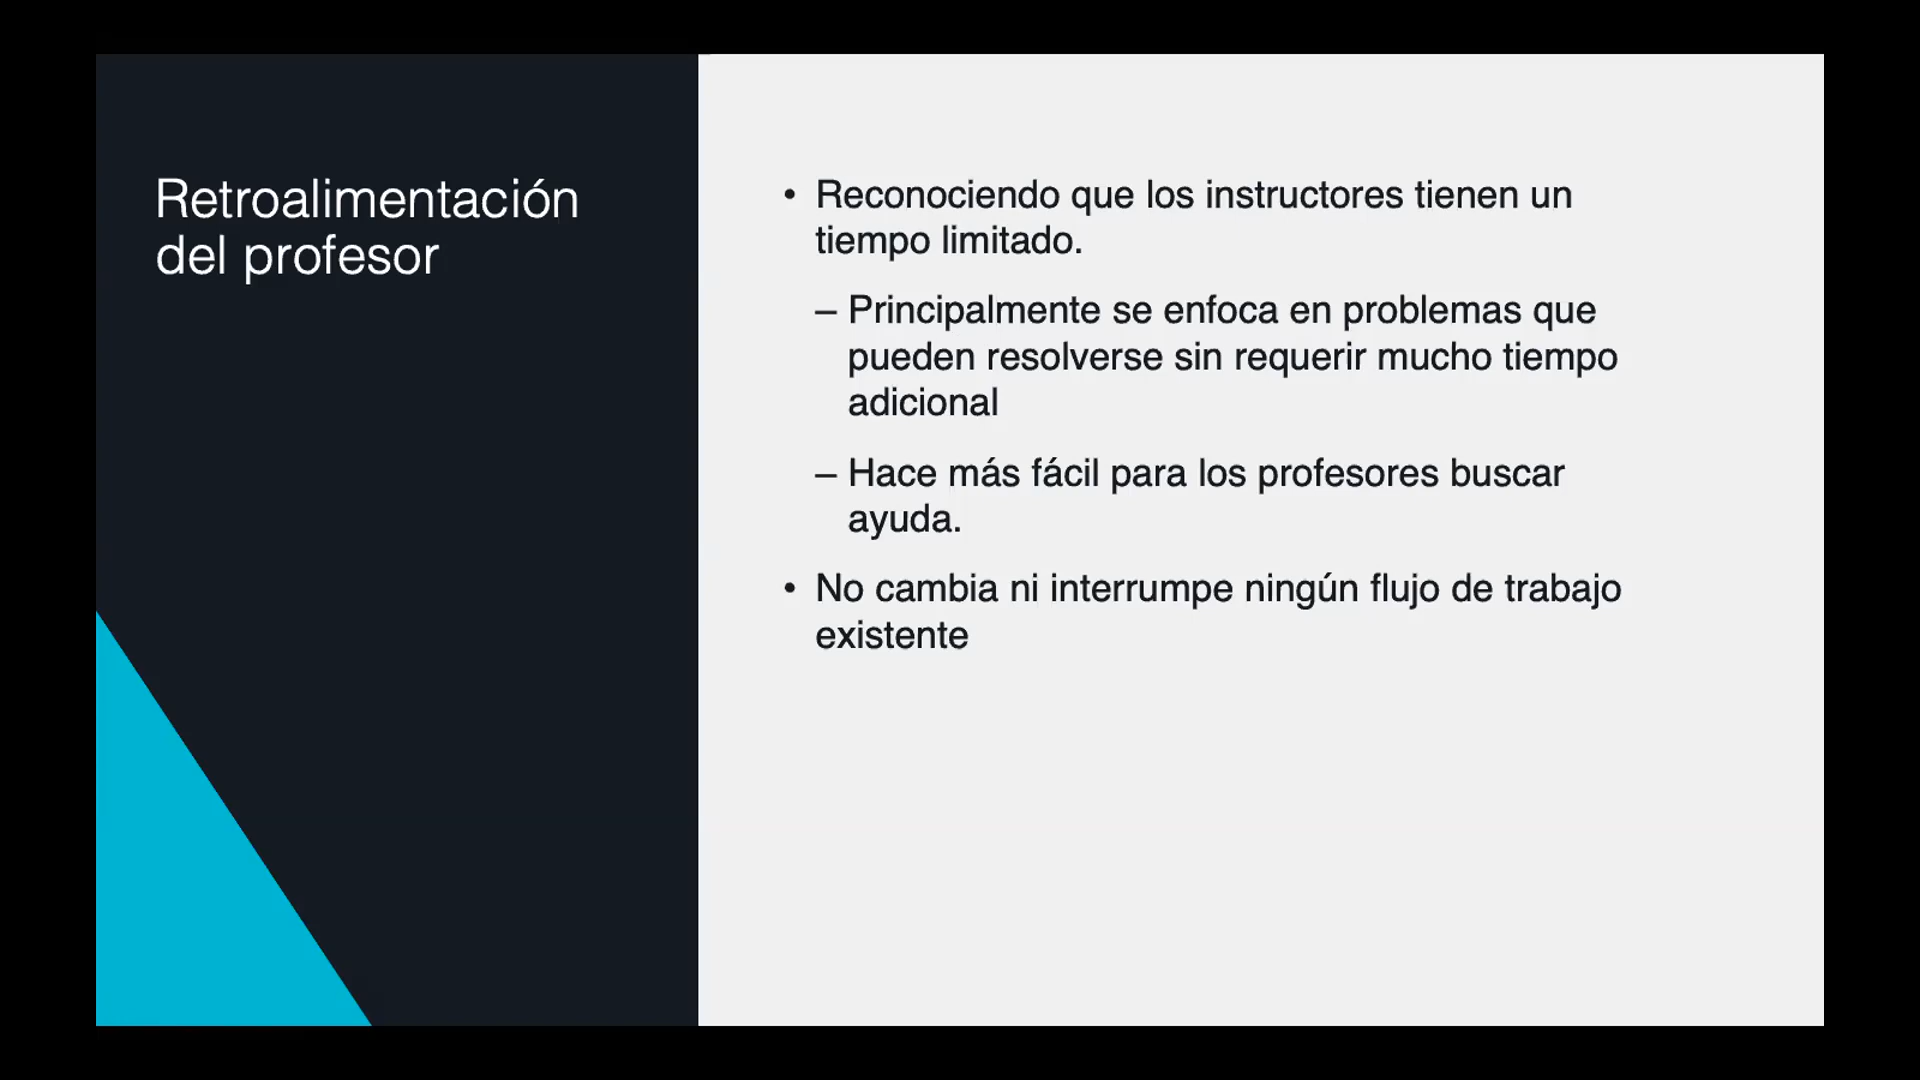 Retroalimentación
del profesor
• Reconociendo que los instructores tienen un
tiempo limitado.
– Principalmente se enfoca en problemas que
pueden resolverse sin requerir mucho tiempo
adicional
– Hace más fácil para los profesores buscar
ayuda.
• No cambia ni interrumpe ningún flujo de trabajo
existente